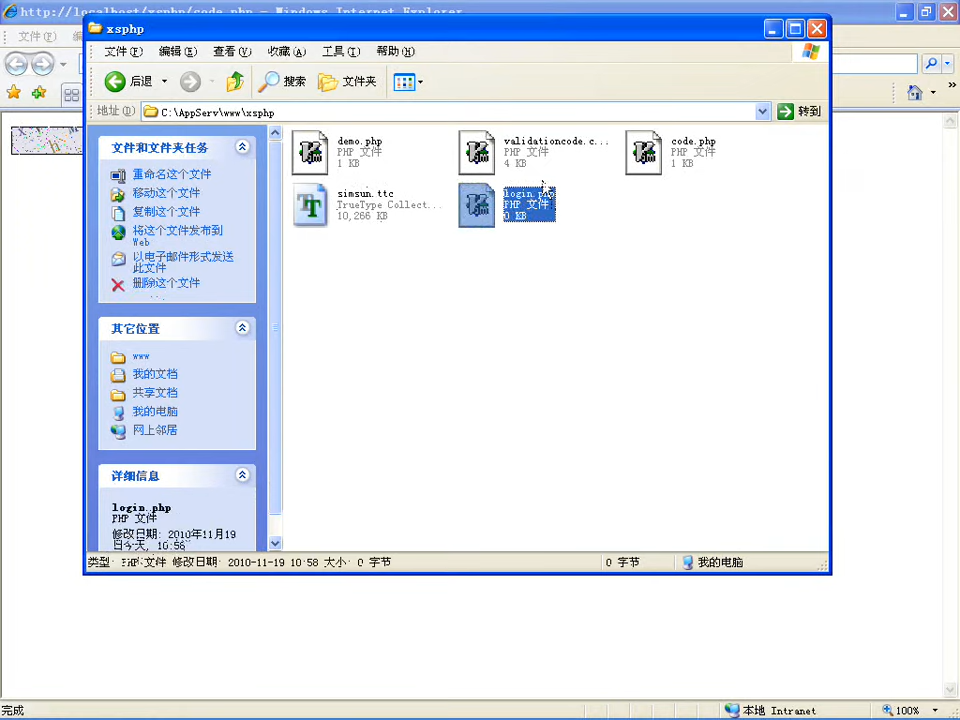 http://localhost/xsphp/code.php - Windows Internet Explorer
xsphp
文件(F) 编辑(E) 查看(V) 收藏(A) 工具(T) 帮助(H)
文件(F)
后退 搜索 文件夹
地址(D) C:\AppServ\www\xsphp 转到
文件和文件夹任务
重命名这个文件
移动这个文件
复制这个文件
将这个文件发布到
Web
以电子邮件形式发送
此文件
删除这个文件
其它位置
www
我的文档
共享文档
我的电脑
网上邻居
详细信息
login.php
PHP 文件
修改日期: 2010年11月19
日今天, 10:56
demo.php
PHP 文件
1 KB
validationcode.c...
PHP 文件
4 KB
code.php
PHP 文件
1 KB
simsun.ttc
TrueType Collect...
10,266 KB
login.php
PHP 文件
0 KB
类型: PHP 文件 修改日期: 2010-11-19 10:58 大小: 0 字节 0 字节 我的电脑
完成 本地 Intranet 100%